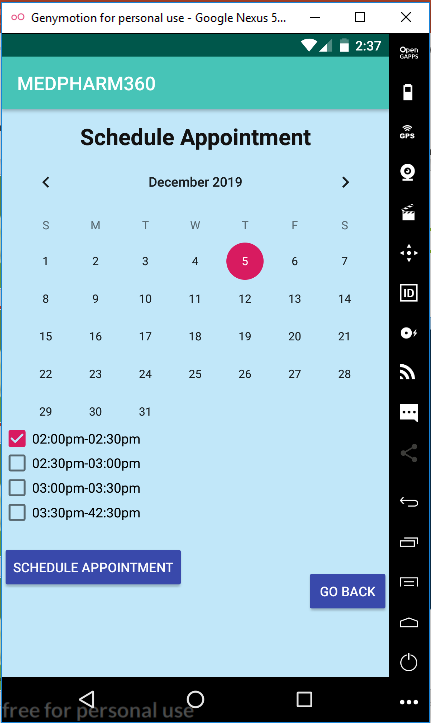 Genymotion for personal use - Google Nexus 5...
2:37
Open
GAPPS
MEDPHARM360
GPS
Schedule Appointment
December 2019
S M T W T F S
1 2 3 4 5 6 7
8 9 10 11 12 13 14
15 16 17 18 19 20 21
22 23 24 25 26 27 28
29 30 31
ID
02:00pm-02:30pm
02:30pm-03:00pm
03:00pm-03:30pm
03:30pm-42:30pm
SCHEDULE APPOINTMENT
GO BACK
free for personal use